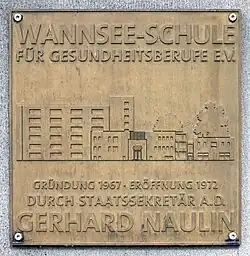 WANNSEE-SCHULE
FÜR GESUNDHEITSBERUFE E.V.
GRÜNDUNG 1967 · ERÖFFNUNG 1972
DURCH STAATSSEKRETÄR A.D.
GERHARD NAULIN